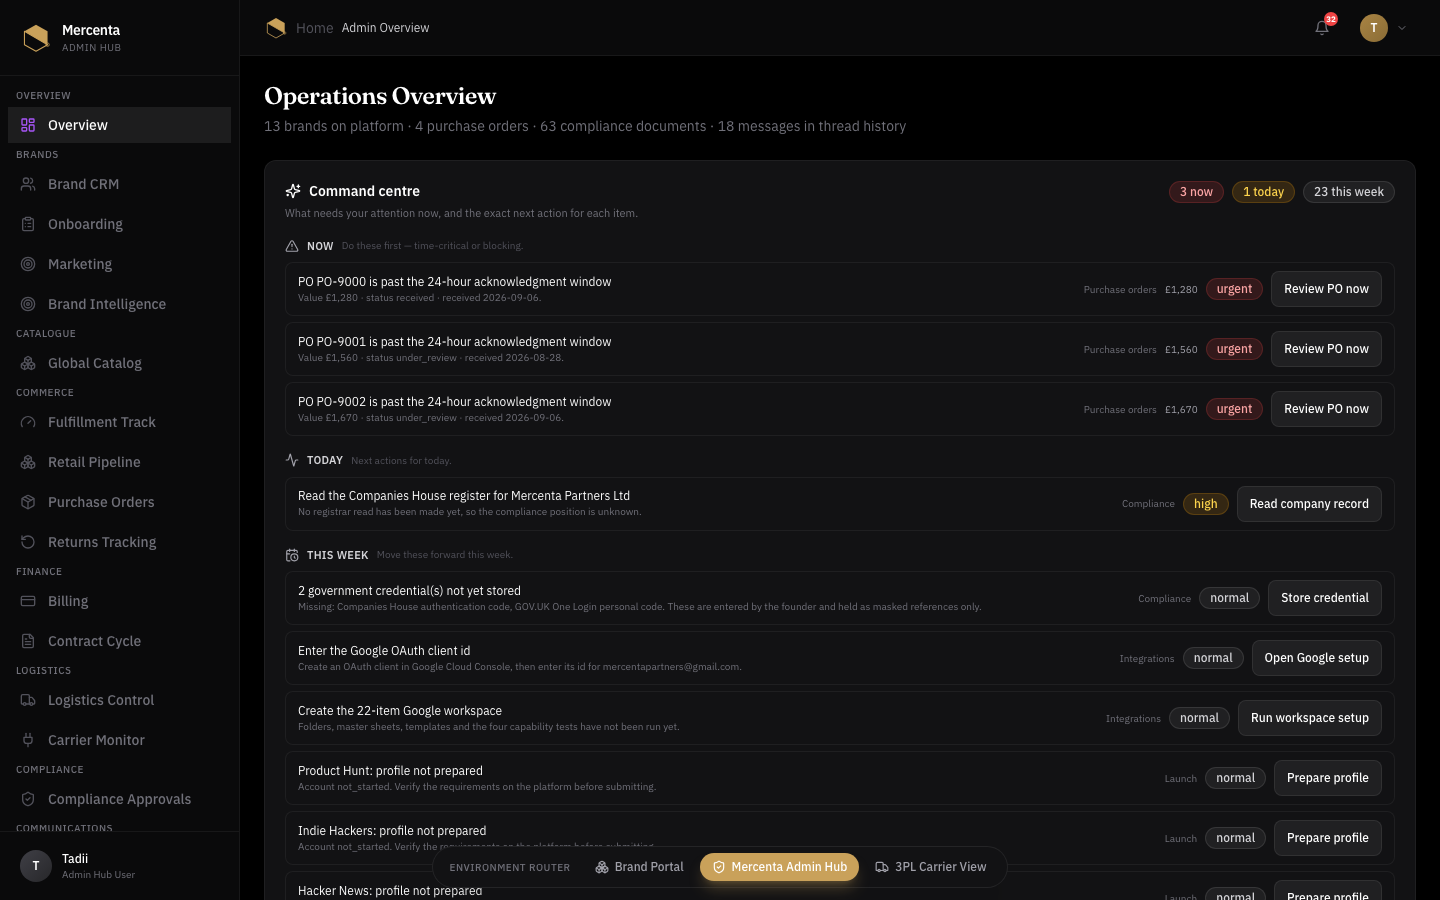 Mercenta
ADMIN HUB
OVERVIEW
Overview
BRANDS
Brand CRM
Onboarding
Marketing
Brand Intelligence
CATALOGUE
Global Catalog
COMMERCE
Fulfillment Track
Retail Pipeline
Purchase Orders
Returns Tracking
FINANCE
Billing
Contract Cycle
LOGISTICS
Logistics Control
Carrier Monitor
COMPLIANCE
Compliance Approvals
COMMUNICATIONS
T
Tadii
Admin Hub User
Home Admin Overview
32
T
Operations Overview
13 brands on platform · 4 purchase orders · 63 compliance documents · 18 messages in thread history
Command centre
3 now 1 today 23 this week
What needs your attention now, and the exact next action for each item.
NOW Do these first — time-critical or blocking.
PO PO-9000 is past the 24-hour acknowledgment window
Value £1,280 · status received · received 2026-09-06.
Purchase orders £1,280 urgent Review PO now
PO PO-9001 is past the 24-hour acknowledgment window
Value £1,560 · status under_review · received 2026-08-28.
Purchase orders £1,560 urgent Review PO now
PO PO-9002 is past the 24-hour acknowledgment window
Value £1,670 · status under_review · received 2026-09-06.
Purchase orders £1,670 urgent Review PO now
TODAY Next actions for today.
Read the Companies House register for Mercenta Partners Ltd
No registrar read has been made yet, so the compliance position is unknown.
Compliance high Read company record
THIS WEEK Move these forward this week.
2 government credential(s) not yet stored
Missing: Companies House authentication code, GOV.UK One Login personal code. These are entered by the founder and held as masked references only.
Compliance normal Store credential
Enter the Google OAuth client id
Create an OAuth client in Google Cloud Console, then enter its id for mercentapartners@gmail.com.
Integrations normal Open Google setup
Create the 22-item Google workspace
Folders, master sheets, templates and the four capability tests have not been run yet.
Integrations normal Run workspace setup
Product Hunt: profile not prepared
Account not_started. Verify the requirements on the platform before submitting.
Launch normal Prepare profile
Indie Hackers: profile not prepared
Account not_started. Verify the requirements on the platform before submitting.
Launch normal Prepare profile
Hacker News: profile not prepared
Launch normal Prepare profile
ENVIRONMENT ROUTER Brand Portal Mercenta Admin Hub 3PL Carrier View